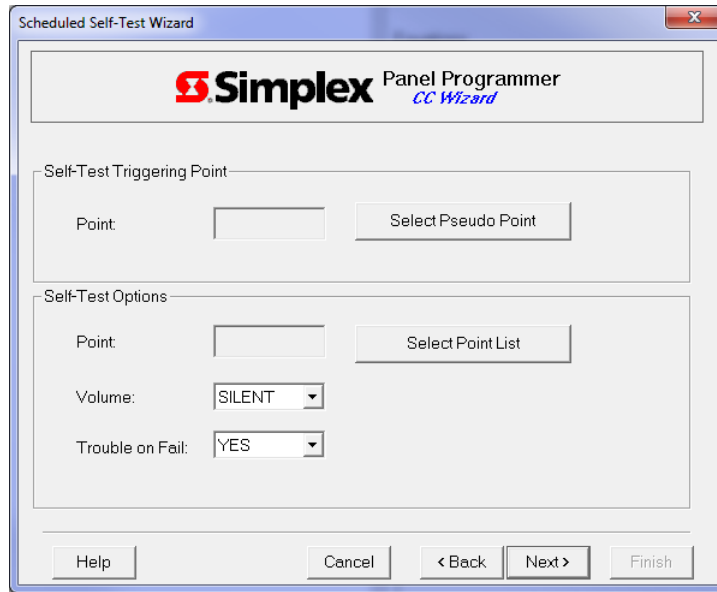 Scheduled Self-Test Wizard
Simplex Panel Programmer
CC Wizard
Self-Test Triggering Point
Point: Select Pseudo Point
Self-Test Options
Point: Select Point List
Volume: SILENT
Trouble on Fail: YES
Help Cancel < Back Next > Finish